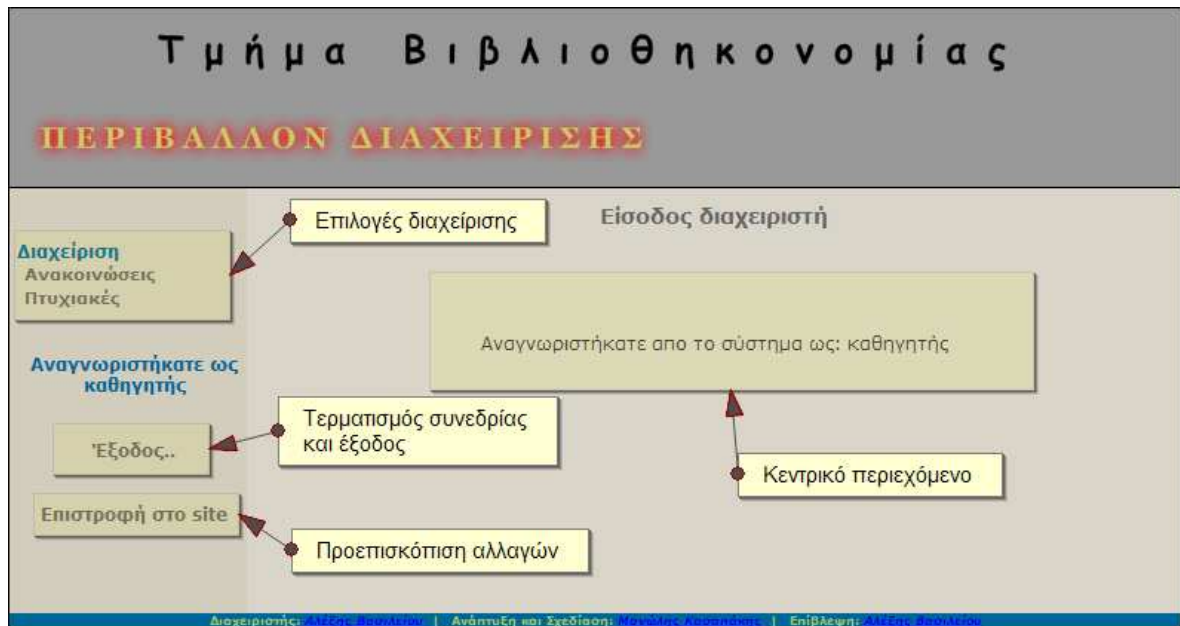 Τμήμα Βιβλιοθηκονομίας
ΠΕΡΙΒΑΛΛΟΝ ΔΙΑΧΕΙΡΙΣΗΣ
Επιλογές διαχείρισης
Είσοδος διαχειριστή
Διαχείριση
Ανακοινώσεις
Πτυχιακές
Αναγνωριστήκατε απο το σύστημα ως: καθηγητής
Αναγνωριστήκατε ως
καθηγητής
Τερματισμός συνεδρίας
και έξοδος
Έξοδος..
Κεντρικό περιεχόμενο
Επιστροφή στο site
Προεπισκόπιση αλλαγών
Διαχειριστής: Αλέξης Βασιλείου | Ανάπτυξη και Σχεδίαση: Μανώλης | Επίβλεψη: Αλέξης Βασιλείου